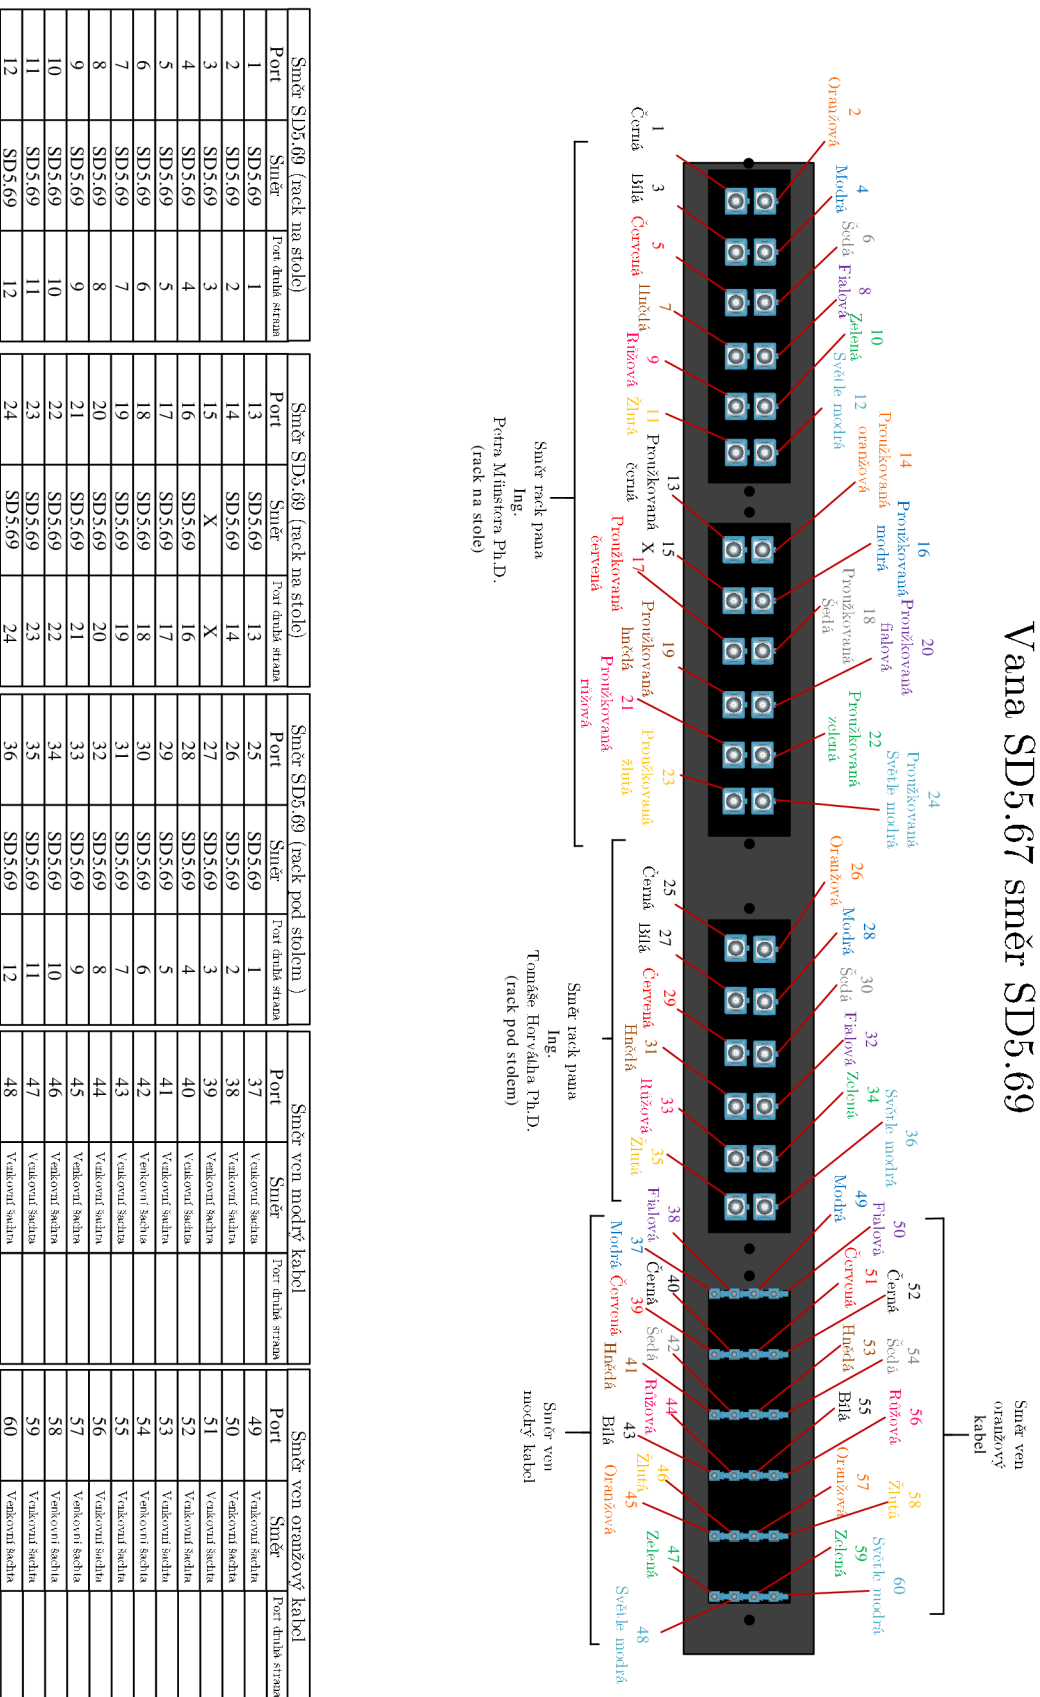 Vana SD5.67 směr SD5.69
2
Oranžová
4
Modrá
6
Šedá
8
Fialová
10
Zelená
12
Světle modrá
14
Proužkovaná
oranžová
16
Proužkovaná
modrá
18
Proužkovaná
Šedá
20
Proužkovaná
fialová
22
Proužkovaná
zelená
24
Proužkovaná
Světle modrá
26
Oranžová
28
Modrá
30
Šedá
32
Fialová
34
Zelená
36
Světle modrá
49
Modrá
50
Fialová
51
Červená
52
Černá
53
Hnědá
54
Šedá
55
Bílá
56
Růžová
57
Oranžová
58
Žlutá
59
Zelená
60
Světle modrá
Směr ven
oranžový
kabel
1
Černá
3
Bílá
5
Červená
7
Hnědá
9
Růžová
11
Žlutá
13
Proužkovaná
černá
15
X
17
Proužkovaná
červená
19
Proužkovaná
hnědá
21
Proužkovaná
růžová
23
Proužkovaná
žlutá
25
Černá
27
Bílá
29
Červená
31
Hnědá
33
Růžová
35
Žlutá
38
Fialová
37
Modrá
40
Černá
39
Červená
42
Šedá
41
Hnědá
44
Růžová
43
Bílá
46
Žlutá
45
Oranžová
47
Zelená
48
Světle modrá
Směr rack pana
Ing.
Petra Münstera Ph.D.
(rack na stole)
Směr rack pana
Ing.
Tomáše Horvátha Ph.D.
(rack pod stolem)
Směr ven
modrý kabel
Směr SD5.69 (rack na stole)
Port Směr Port druhá strana
1 SD5.69 1
2 SD5.69 2
3 SD5.69 3
4 SD5.69 4
5 SD5.69 5
6 SD5.69 6
7 SD5.69 7
8 SD5.69 8
9 SD5.69 9
10 SD5.69 10
11 SD5.69 11
12 SD5.69 12
Směr SD5.69 (rack na stole)
Port Směr Port druhá strana
13 SD5.69 13
14 SD5.69 14
15 X X
16 SD5.69 16
17 SD5.69 17
18 SD5.69 18
19 SD5.69 19
20 SD5.69 20
21 SD5.69 21
22 SD5.69 22
23 SD5.69 23
24 SD5.69 24
Směr SD5.69 (rack pod stolem )
Port Směr Port druhá strana
25 SD5.69 1
26 SD5.69 2
27 SD5.69 3
28 SD5.69 4
29 SD5.69 5
30 SD5.69 6
31 SD5.69 7
32 SD5.69 8
33 SD5.69 9
34 SD5.69 10
35 SD5.69 11
36 SD5.69 12
Směr ven modrý kabel
Port Směr Port druhá strana
37 Venkovní šachta
38 Venkovní šachta
39 Venkovní šachta
40 Venkovní šachta
41 Venkovní šachta
42 Venkovní šachta
43 Venkovní šachta
44 Venkovní šachta
45 Venkovní šachta
46 Venkovní šachta
47 Venkovní šachta
48 Venkovní šachta
Směr ven oranžový kabel
Port Směr Port druhá strana
49 Venkovní šachta
50 Venkovní šachta
51 Venkovní šachta
52 Venkovní šachta
53 Venkovní šachta
54 Venkovní šachta
55 Venkovní šachta
56 Venkovní šachta
57 Venkovní šachta
58 Venkovní šachta
59 Venkovní šachta
60 Venkovní šachta